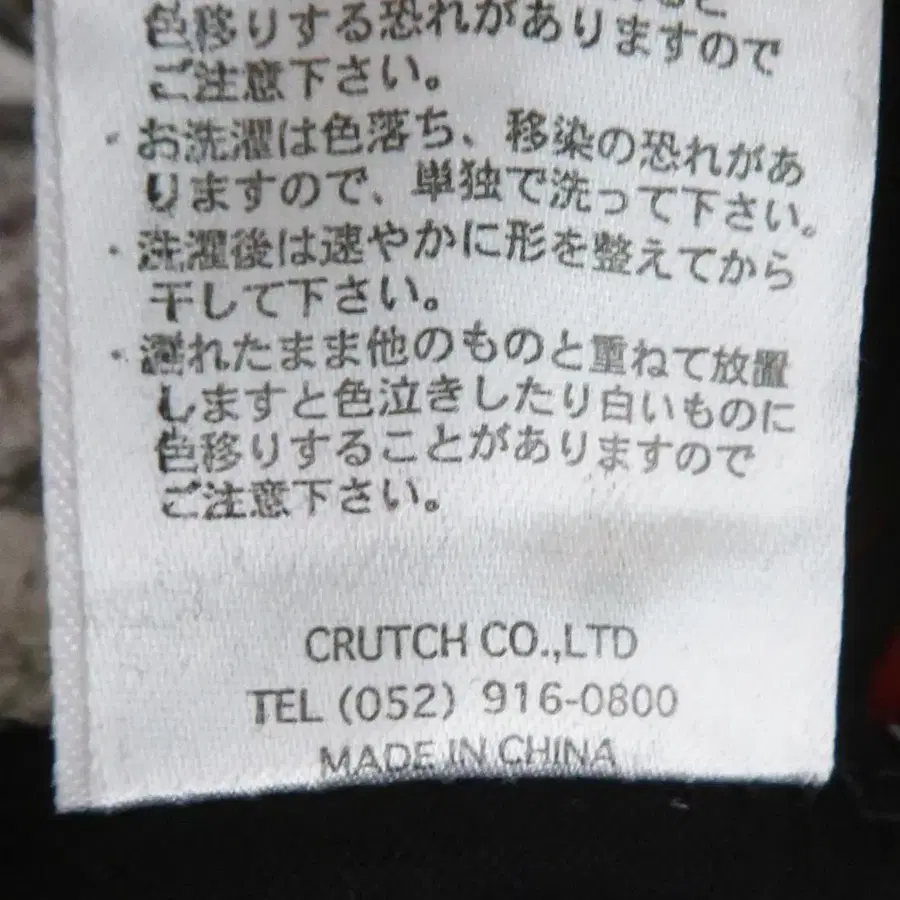 色移りする恐れがありますので
ご注意下さい。
・お洗濯は色落ち、移染の恐れがあ
りますので、単独で洗って下さい。
・洗濯後は速やかに形を整えてから
干して下さい。
・濡れたまま他のものと重ねて放置
しますと色泣きしたり白いものに
色移りすることがありますので
ご注意下さい。
CRUTCH CO.,LTD
TEL (052) 916-0800
MADE IN CHINA